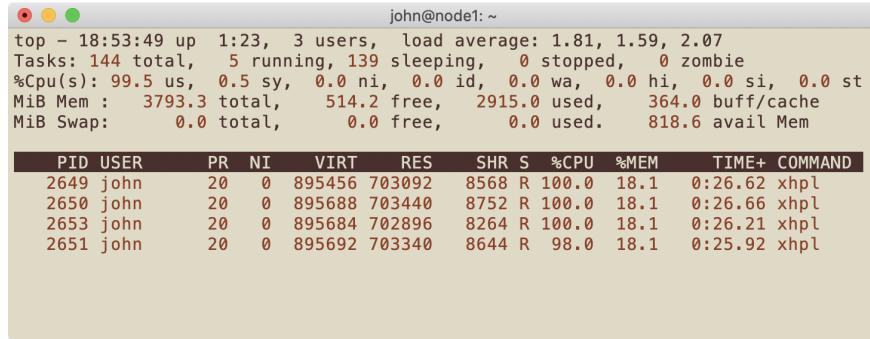 john@node1: ~
top – 18:53:49 up  1:23,  3 users,  load average: 1.81, 1.59, 2.07
Tasks: 144 total,   5 running, 139 sleeping,   0 stopped,   0 zombie
%Cpu(s): 99.5 us,  0.5 sy,  0.0 ni,  0.0 id,  0.0 wa,  0.0 hi,  0.0 si,  0.0 st
MiB Mem :   3793.3 total,    514.2 free,   2915.0 used,    364.0 buff/cache
MiB Swap:      0.0 total,      0.0 free,      0.0 used.    818.6 avail Mem
PID USER      PR  NI    VIRT    RES    SHR S  %CPU  %MEM     TIME+ COMMAND
2649 john      20   0  895456 703092   8568 R 100.0  18.1   0:26.62 xhpl
2650 john      20   0  895688 703440   8752 R 100.0  18.1   0:26.66 xhpl
2653 john      20   0  895684 702896   8264 R 100.0  18.1   0:26.21 xhpl
2651 john      20   0  895692 703340   8644 R  98.0  18.1   0:25.92 xhpl